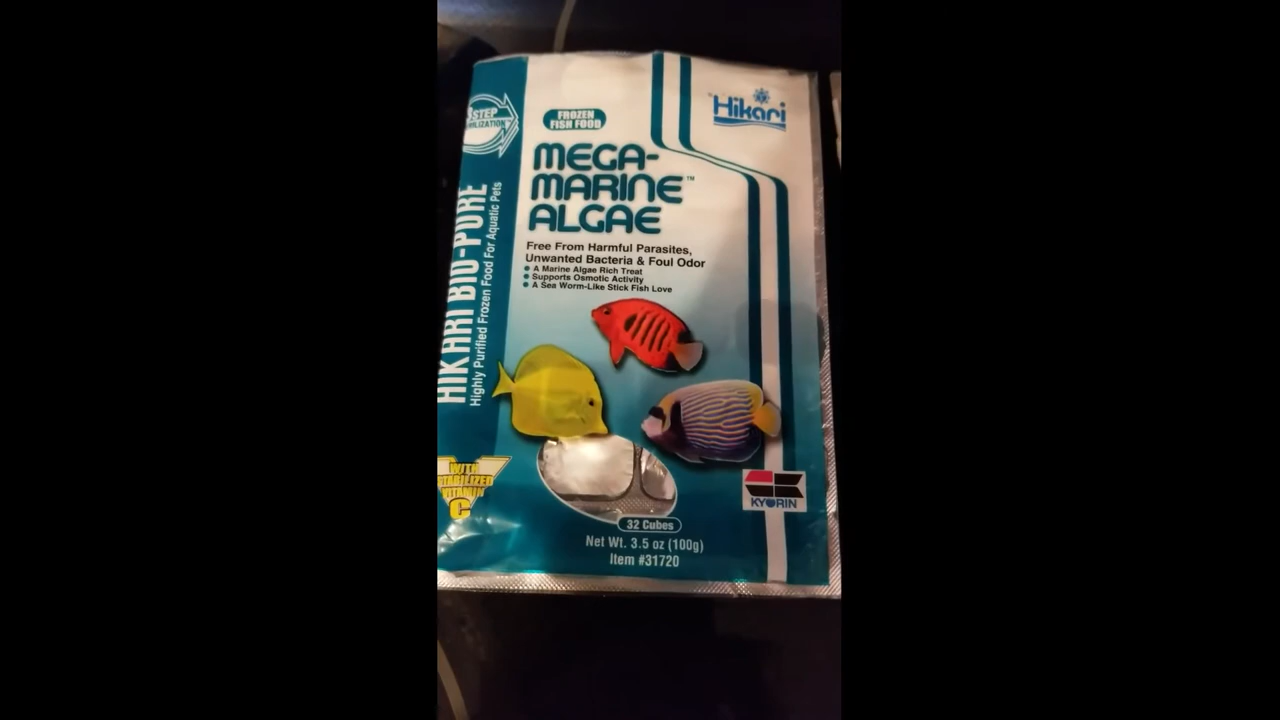 3 STEP
FROZEN
FISH FOOD
Hikari
MEGA-
MARINE™
ALGAE
Free From Harmful Parasites,
Unwanted Bacteria & Foul Odor
A Marine Algae Rich Treat
Supports Osmotic Activity
A Sea Worm-Like Stick Fish Love
HIKARI BIO-PURE
Highly Purified Frozen Food For Aquatic Pets
WITH
STABILIZED
VITAMIN
C
KYORIN
32 Cubes
Net Wt. 3.5 oz (100g)
Item #31720